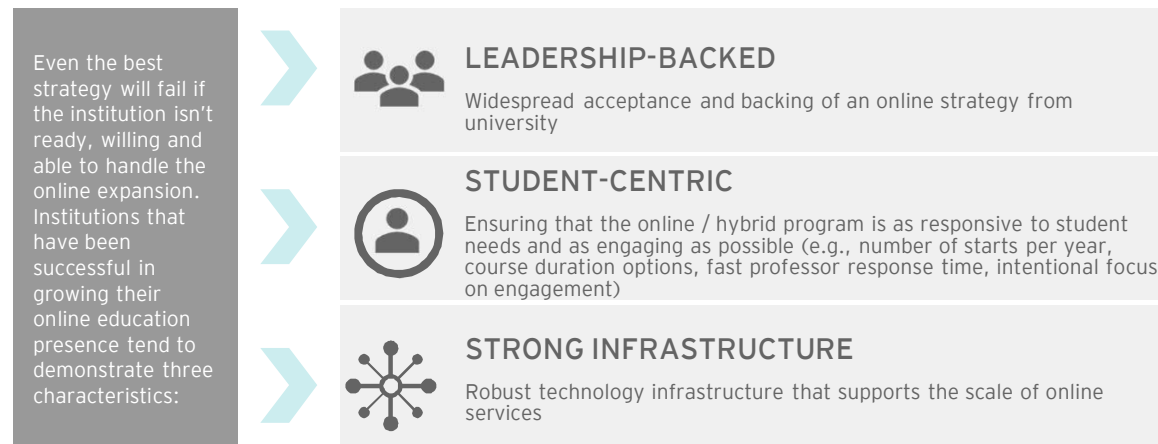 Even the best
strategy will fail if
the institution isn't
ready, willing and
able to handle the
online expansion.
Institutions that
have been
successful in
growing their
online education
presence tend to
demonstrate three
characteristics:
LEADERSHIP-BACKED
Widespread acceptance and backing of an online strategy from
university
STUDENT-CENTRIC
Ensuring that the online / hybrid program is as responsive to student
needs and as engaging as possible (e.g., number of starts per year,
course duration options, fast professor response time, intentional focus
on engagement)
STRONG INFRASTRUCTURE
Robust technology infrastructure that supports the scale of online
services